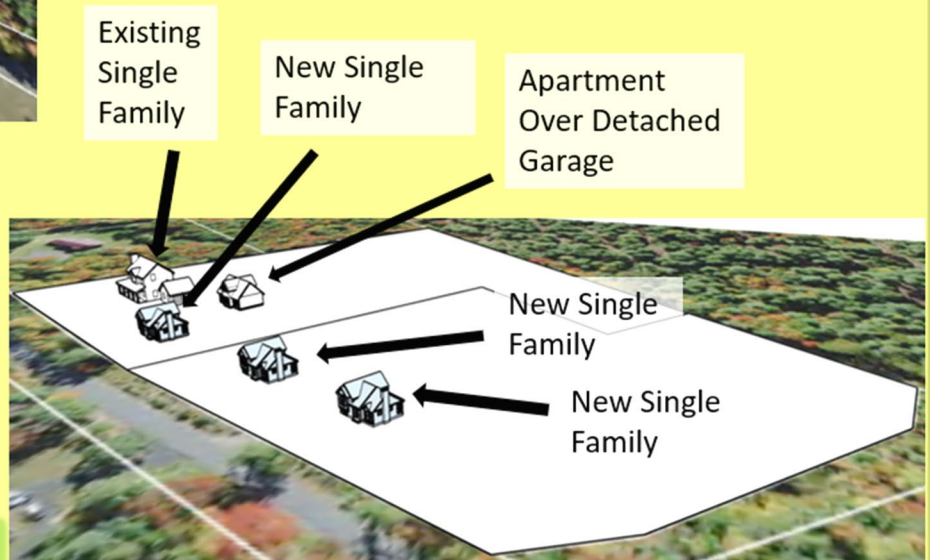 Existing
Single
Family
New Single
Family
Apartment
Over Detached
Garage
New Single
Family
New Single
Family